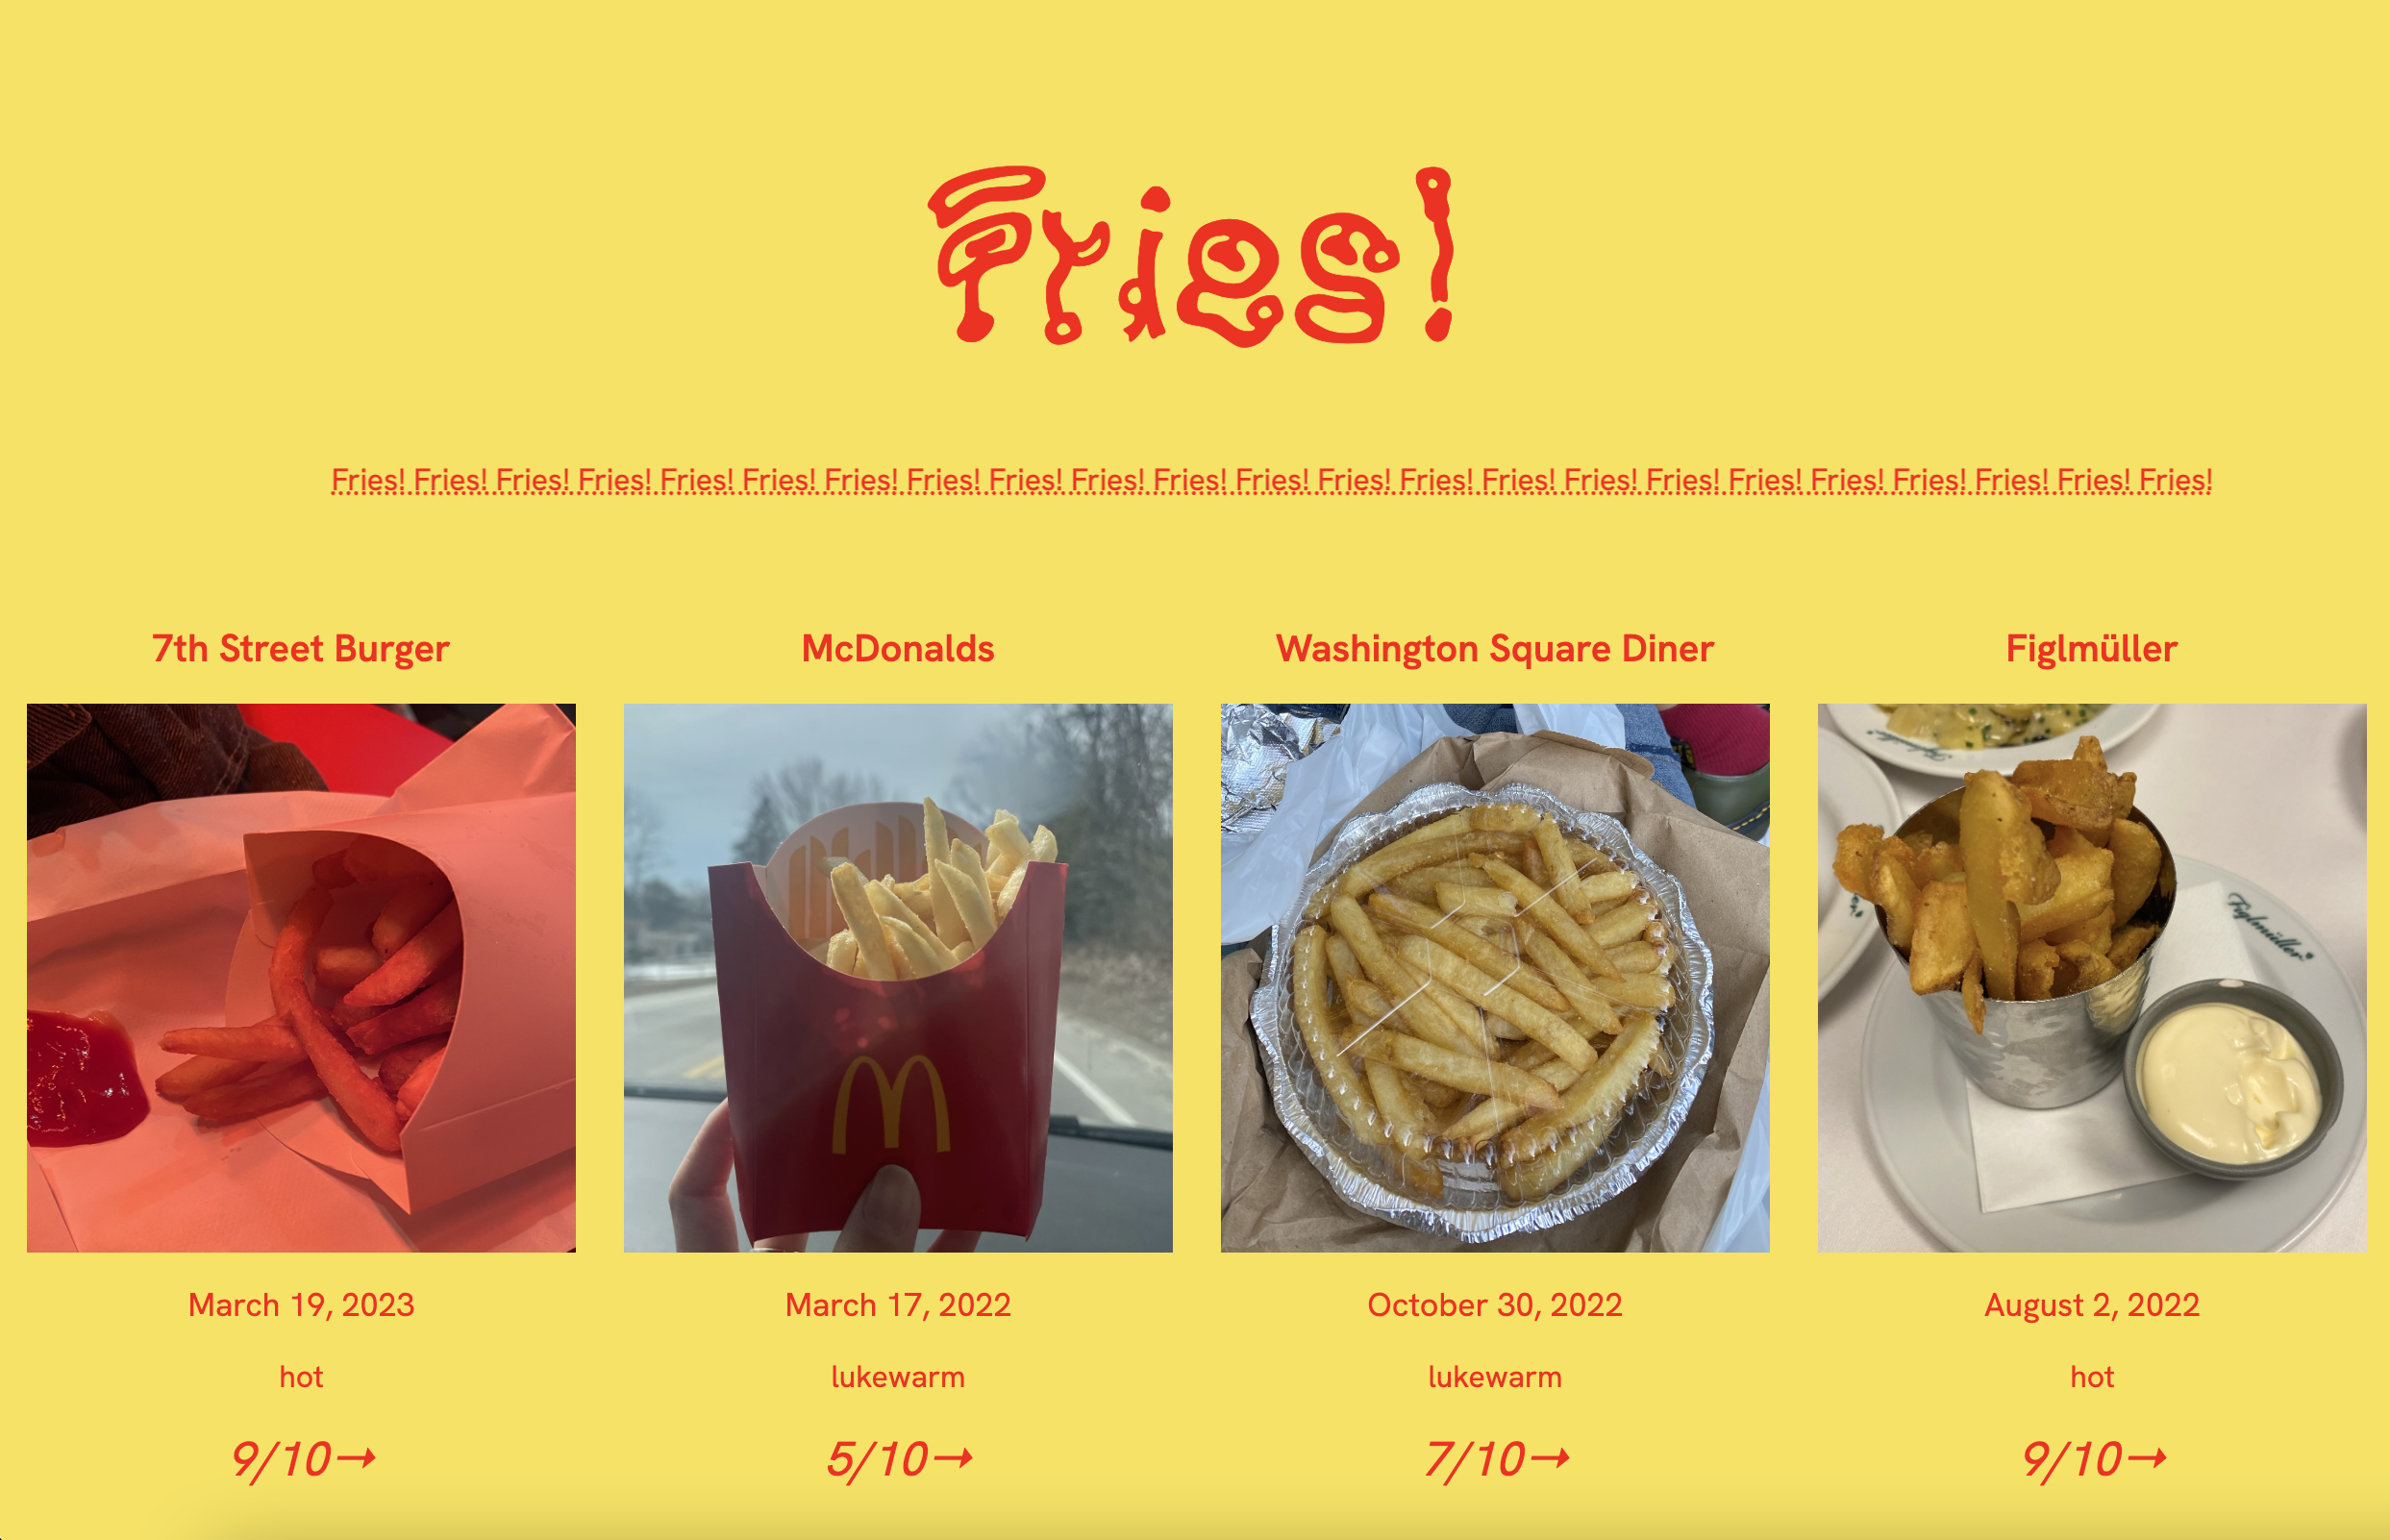 Fries!
Fries! Fries! Fries! Fries! Fries! Fries! Fries! Fries! Fries! Fries! Fries! Fries! Fries! Fries! Fries! Fries! Fries! Fries! Fries! Fries! Fries! Fries! Fries!
7th Street Burger
McDonalds
Washington Square Diner
Figlmüller
Figlmüller
March 19, 2023
March 17, 2022
October 30, 2022
August 2, 2022
hot
lukewarm
lukewarm
hot
9/10→
5/10→
7/10→
9/10→